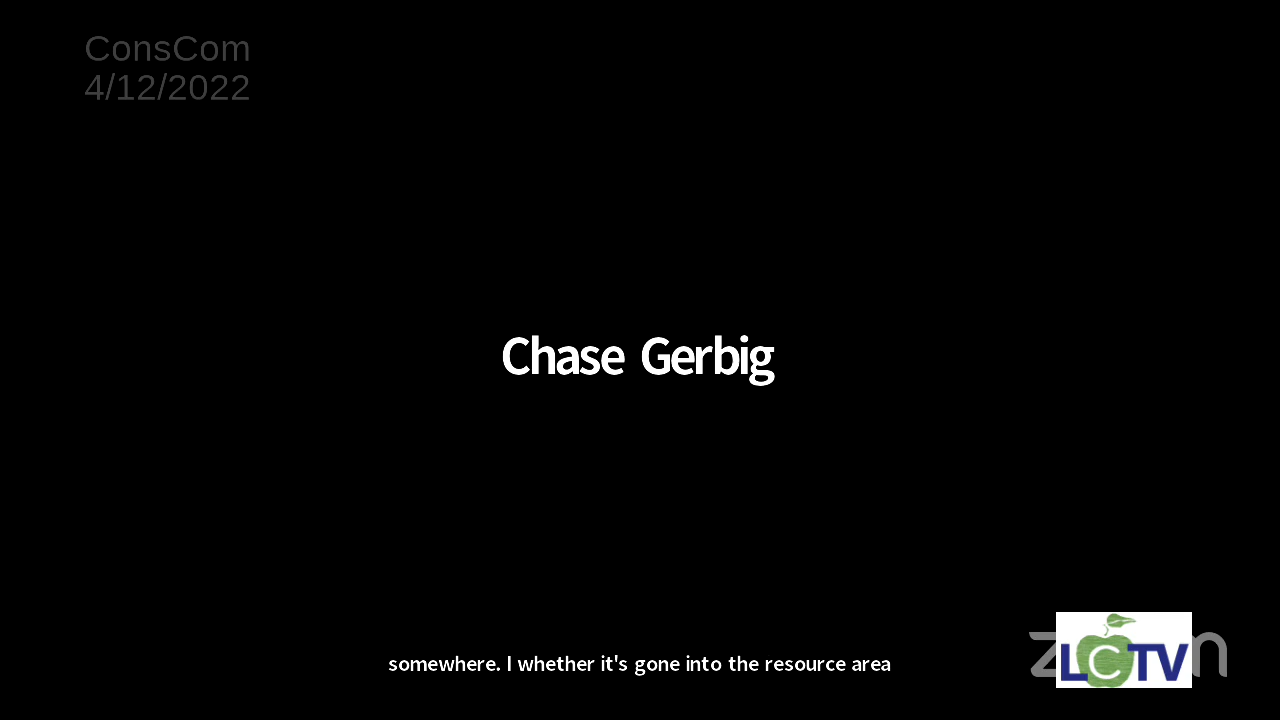 ConsCom
4/12/2022
Chase Gerbig
somewhere. I whether it's gone into the resource area
LCTV